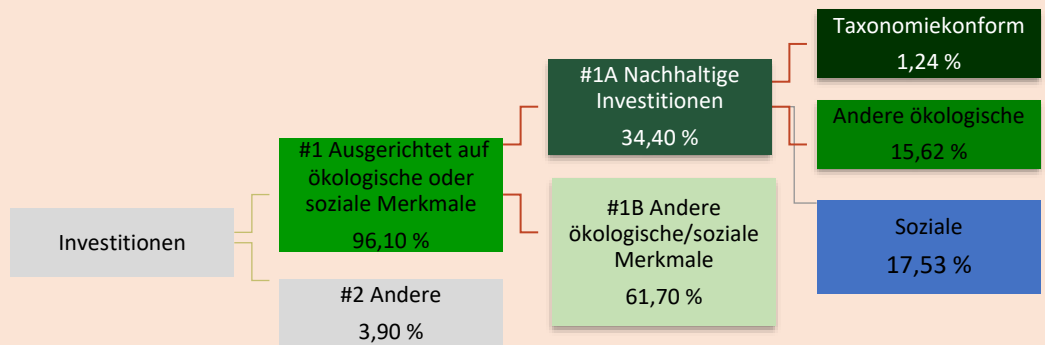 Investitionen
#1 Ausgerichtet auf
ökologische oder
soziale Merkmale
96,10 %
#2 Andere
3,90 %
#1A Nachhaltige
Investitionen
34,40 %
#1B Andere
ökologische/soziale
Merkmale
61,70 %
Taxonomiekonform
1,24 %
Andere ökologische
15,62 %
Soziale
17,53 %